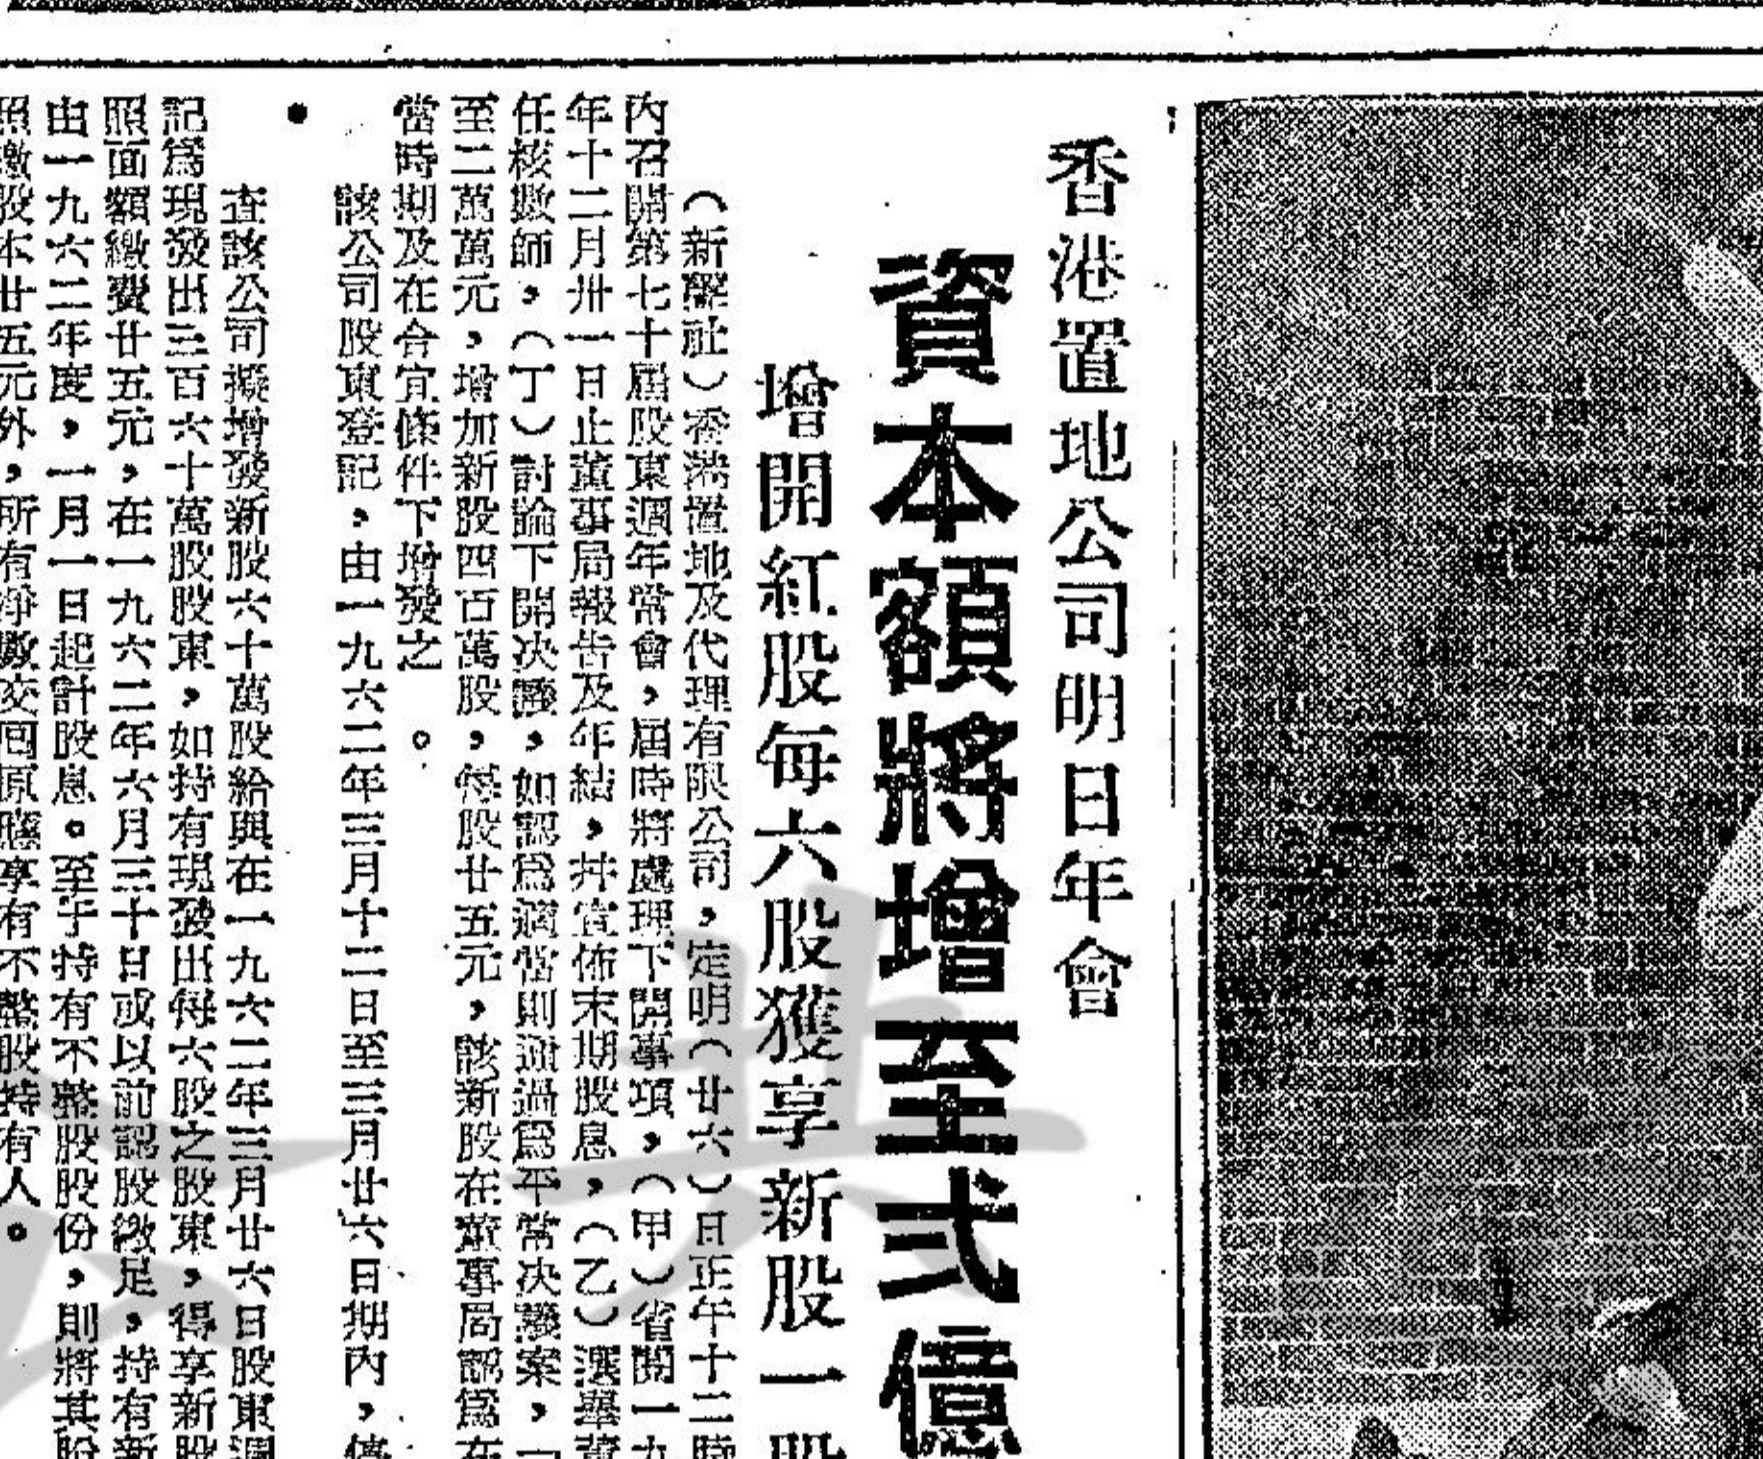 香港置地公司明日年會
資本額將增至弍億
增開紅股每六股獲享新股一股
（新聲社）香港置地及代理有限公司，定明（廿六）日正午十二時
內召開第七十屆股東週年常會，屆時將處理下開事項，（甲）省閱一九
年十二月卅一日止董事局報告及年結，并宣佈末期股息，（乙）選舉董
任核數師，（丁）討論下開决議，如認爲適當則通過爲平常决議案，「
至二萬萬元，增加新股四百萬股，每股廿五元，該新股在董事局認爲在
當時期及在合宜條件下增發之。
該公司股東登記，由一九六二年三月十二日至三月廿六日期內，停
查該公司擬增發新股六十萬股給與在一九六二年三月廿六日股東週
記爲現發出三百六十萬股股東，如持有現發出每六股之股東，得享新股
照面額繳費廿五元，在一九六二年六月三十日或以前認股繳足，持有新
由一九六二年度，一月一日起計股息。至于持有不整股股份，則將其股
照繳股本廿五元外，所有淨數交囘原應享有不整股持有人。